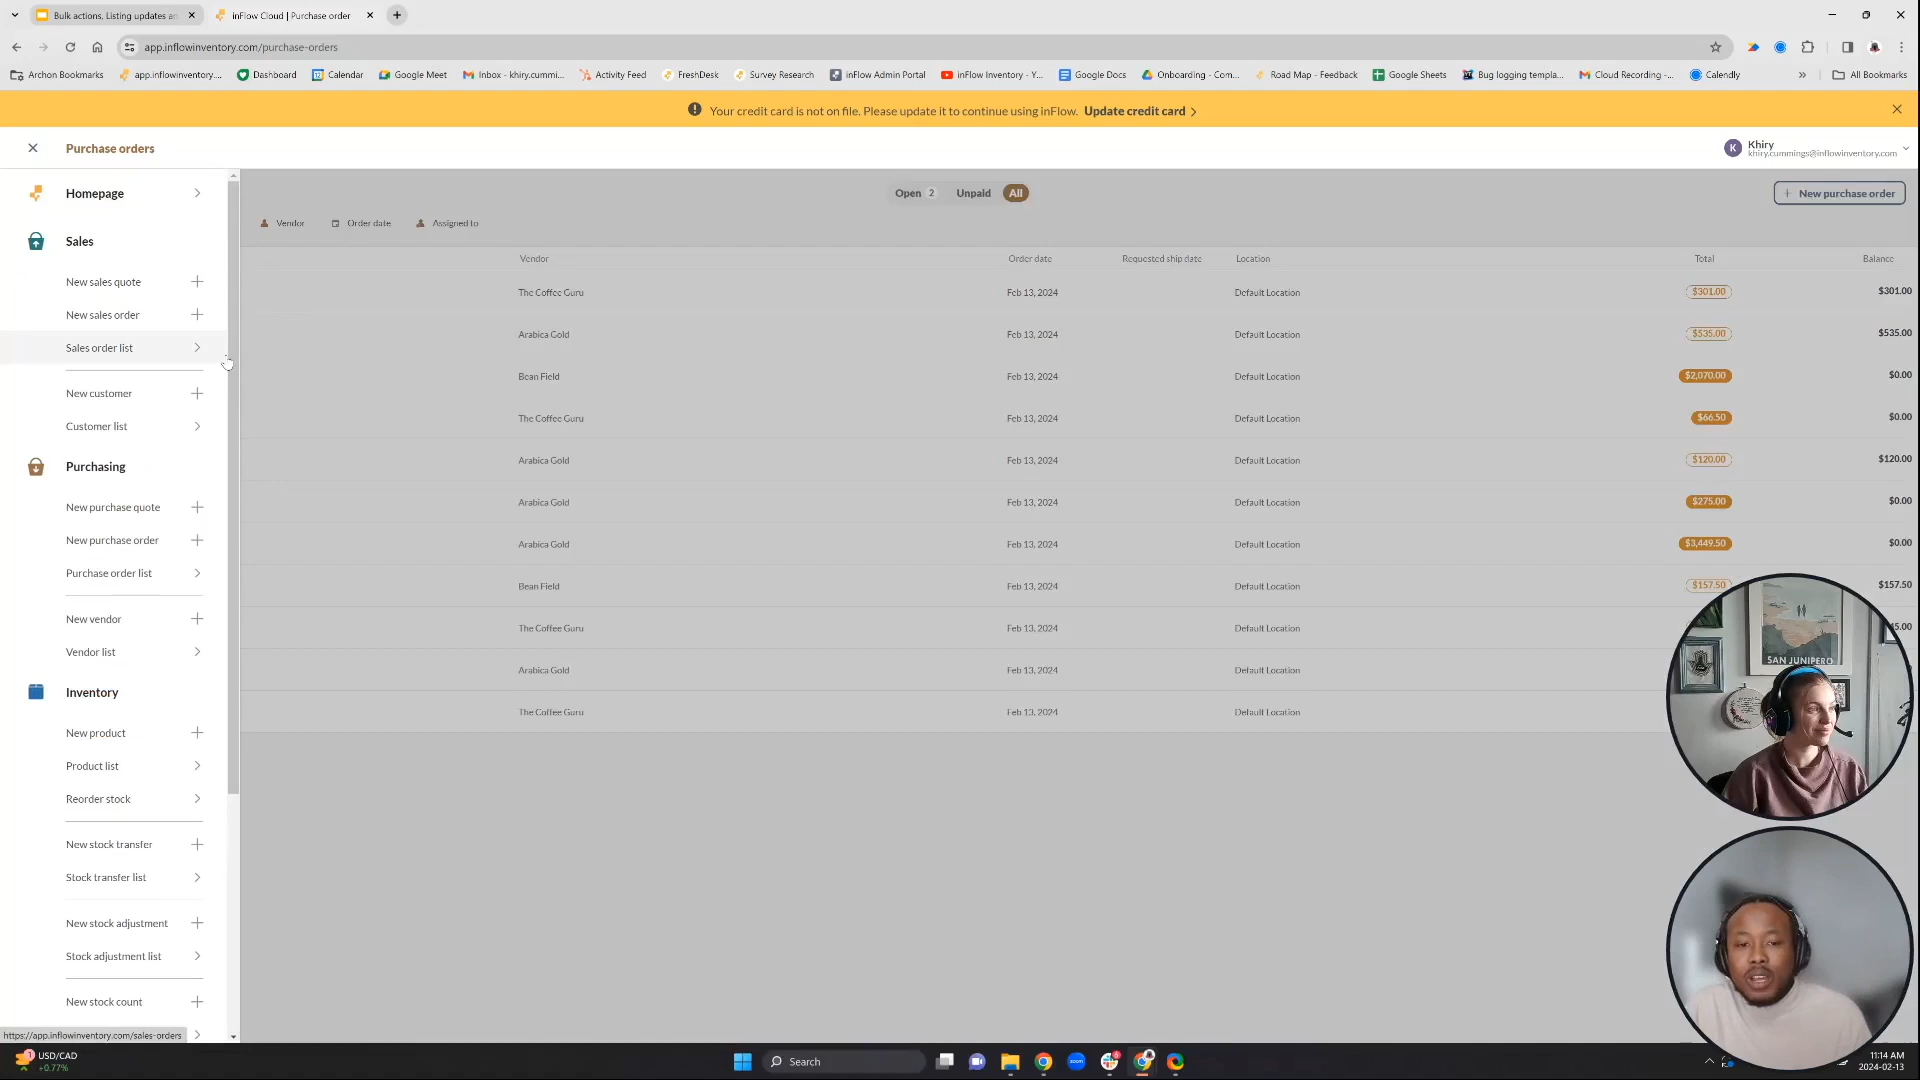 Bulk actions, Listing updates an
inFlow Cloud | Purchase order
app.inflowinventory.com/purchase-orders
Archon Bookmarks
app.inflowinventory....
Dashboard
Calendar
Google Meet
Inbox - khiry.cummi...
Activity Feed
FreshDesk
Survey Research
inFlow Admin Portal
inFlow Inventory - Y...
Google Docs
Onboarding - Com...
Road Map - Feedback
Google Sheets
Bug logging templa...
Cloud Recording -...
Calendly
All Bookmarks
Your credit card is not on file. Please update it to continue using inFlow. Update credit card
Purchase orders
K
Khiry
khiry.cummings@inflowinventory.com
Homepage
Open 2
Unpaid
All
New purchase order
Vendor
Order date
Assigned to
Sales
Vendor
Order date
Requested ship date
Location
Total
Balance
New sales quote
The Coffee Guru Feb 13, 2024 Default Location $301.00 $301.00
New sales order
Arabica Gold Feb 13, 2024 Default Location $535.00 $535.00
Sales order list
Bean Field Feb 13, 2024 Default Location $2,070.00 $0.00
New customer
The Coffee Guru Feb 13, 2024 Default Location $66.50 $0.00
Customer list
Arabica Gold Feb 13, 2024 Default Location $120.00 $120.00
Purchasing
Arabica Gold Feb 13, 2024 Default Location $275.00 $0.00
New purchase quote
New purchase order
Arabica Gold Feb 13, 2024 Default Location $3,449.50 $0.00
Purchase order list
Bean Field Feb 13, 2024 Default Location $157.50 $157.50
New vendor
The Coffee Guru Feb 13, 2024 Default Location
Vendor list
Arabica Gold Feb 13, 2024 Default Location
SAN JUNIPERO
Inventory
The Coffee Guru Feb 13, 2024 Default Location
New product
Product list
Reorder stock
New stock transfer
Stock transfer list
New stock adjustment
Stock adjustment list
New stock count
https://app.inflowinventory.com/sales-orders
1
USD/CAD
+0.77%
Search
zoom
11:14 AM
2024-02-13